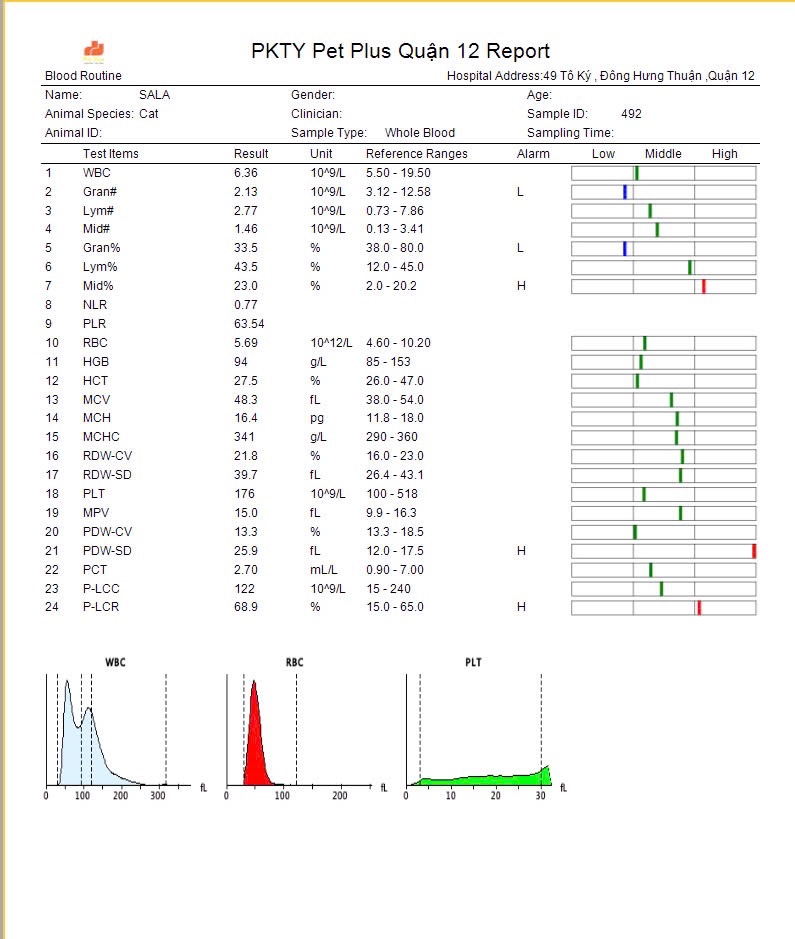 PKTY Pet Plus Quận 12 Report
Blood Routine Hospital Address:49 Tô Ký , Đông Hưng Thuận ,Quận 12
Name: SALA Gender: Age:
Animal Species: Cat Clinician: Sample ID: 492
Animal ID: Sample Type: Whole Blood Sampling Time:
Test Items Result Unit Reference Ranges Alarm Low Middle High
1 WBC 6.36 10^9/L 5.50 - 19.50
2 Gran# 2.13 10^9/L 3.12 - 12.58 L
3 Lym# 2.77 10^9/L 0.73 - 7.86
4 Mid# 1.46 10^9/L 0.13 - 3.41
5 Gran% 33.5 % 38.0 - 80.0 L
6 Lym% 43.5 % 12.0 - 45.0
7 Mid% 23.0 % 2.0 - 20.2 H
8 NLR 0.77
9 PLR 63.54
10 RBC 5.69 10^12/L 4.60 - 10.20
11 HGB 94 g/L 85 - 153
12 HCT 27.5 % 26.0 - 47.0
13 MCV 48.3 fL 38.0 - 54.0
14 MCH 16.4 pg 11.8 - 18.0
15 MCHC 341 g/L 290 - 360
16 RDW-CV 21.8 % 16.0 - 23.0
17 RDW-SD 39.7 fL 26.4 - 43.1
18 PLT 176 10^9/L 100 - 518
19 MPV 15.0 fL 9.9 - 16.3
20 PDW-CV 13.3 % 13.3 - 18.5
21 PDW-SD 25.9 fL 12.0 - 17.5 H
22 PCT 2.70 mL/L 0.90 - 7.00
23 P-LCC 122 10^9/L 15 - 240
24 P-LCR 68.9 % 15.0 - 65.0 H
WBC RBC PLT
0 100 200 300 fL 0 100 200 fL 0 10 20 30 fL